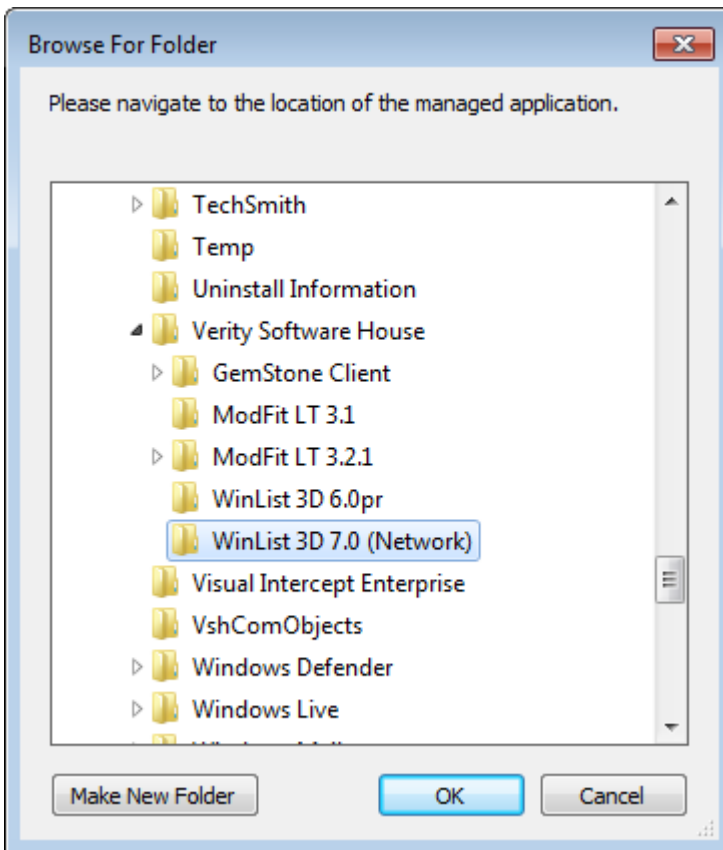 Browse For Folder
Please navigate to the location of the managed application.
TechSmith
Temp
Uninstall Information
Verity Software House
GemStone Client
ModFit LT 3.1
ModFit LT 3.2.1
WinList 3D 6.0pr
WinList 3D 7.0 (Network)
Visual Intercept Enterprise
VshComObjects
Windows Defender
Windows Live
Make New Folder OK Cancel